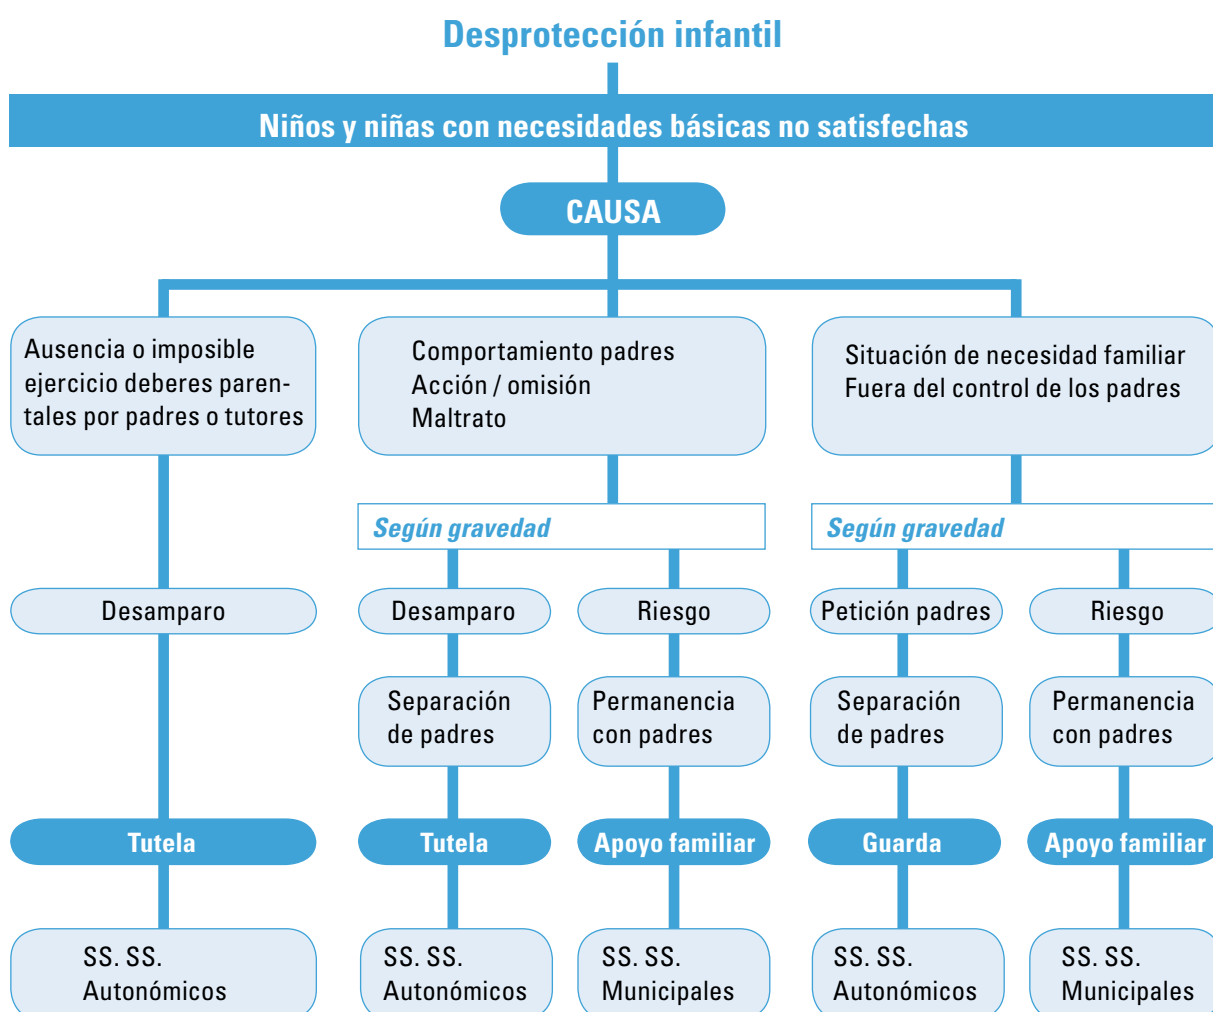 Desprotección infantil
Niños y niñas con necesidades básicas no satisfechas
CAUSA
Ausencia o imposible
ejercicio deberes paren-
tales por padres o tutores
Comportamiento padres
Acción / omisión
Maltrato
Situación de necesidad familiar
Fuera del control de los padres
Según gravedad
Según gravedad
Desamparo
Desamparo
Riesgo
Petición padres
Riesgo
Separación
de padres
Permanencia
con padres
Separación
de padres
Permanencia
con padres
Tutela
Tutela
Apoyo familiar
Guarda
Apoyo familiar
SS. SS.
Autonómicos
SS. SS.
Autonómicos
SS. SS.
Municipales
SS. SS.
Autonómicos
SS. SS.
Municipales